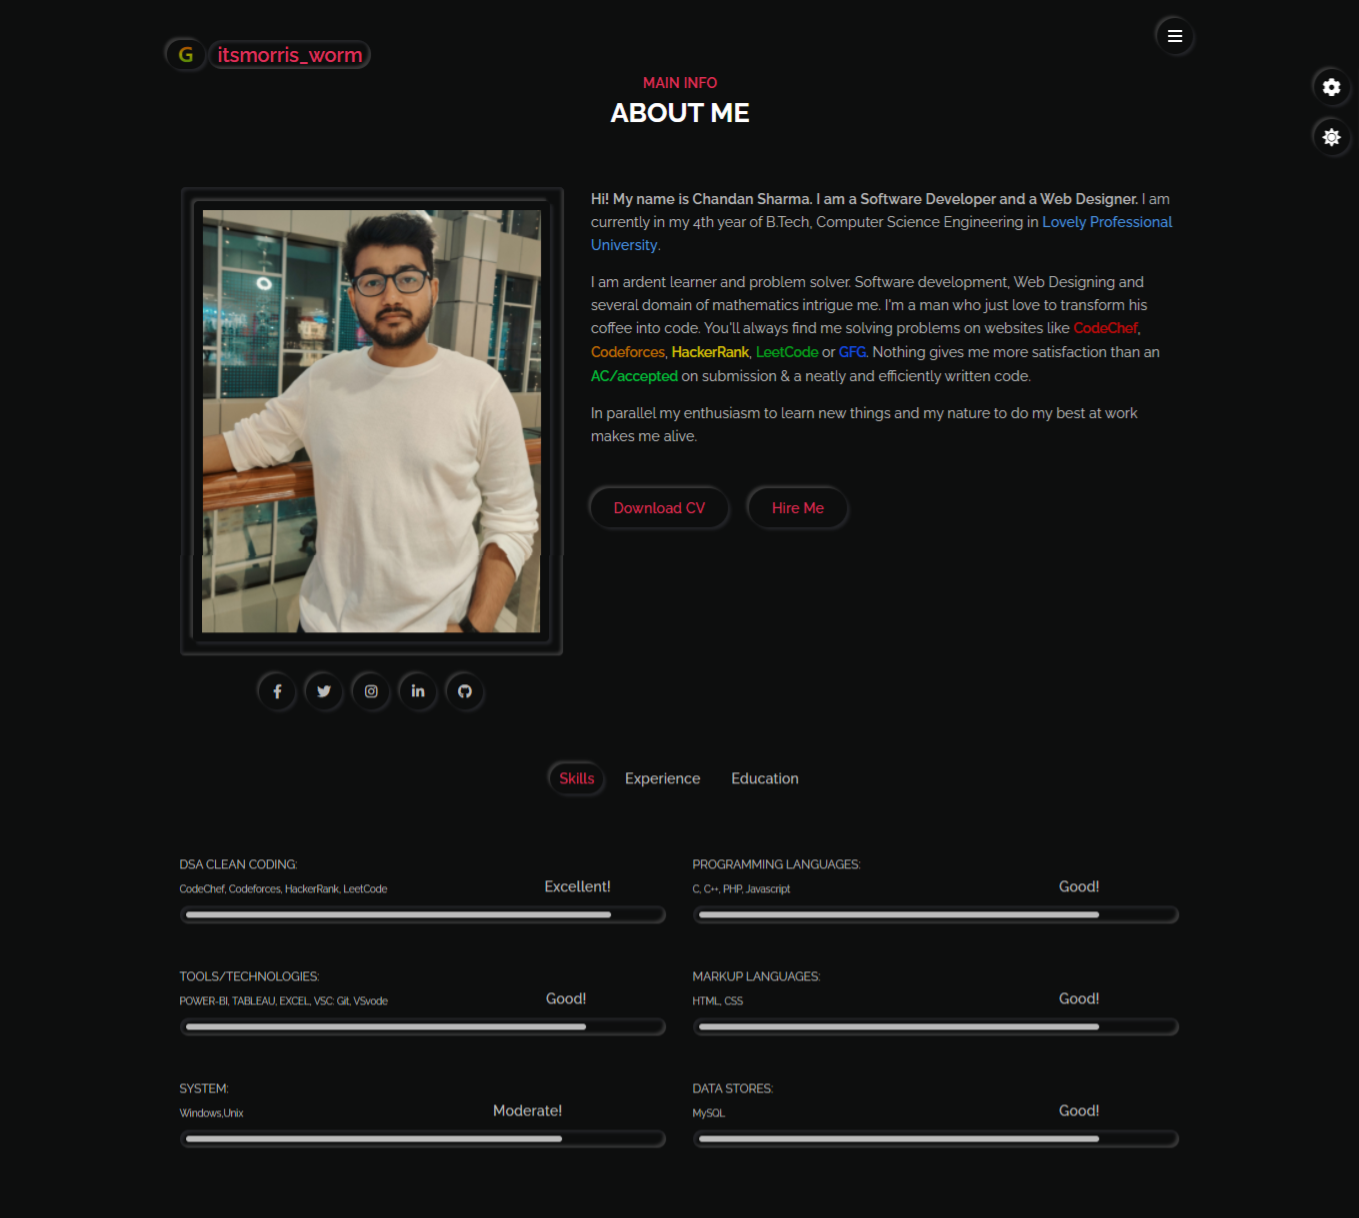 G itsmorris_worm
MAIN INFO
ABOUT ME
Hi! My name is Chandan Sharma. I am a Software Developer and a Web Designer. I am
currently in my 4th year of B.Tech, Computer Science Engineering in Lovely Professional
University.
I am ardent learner and problem solver. Software development, Web Designing and
several domain of mathematics intrigue me. I'm a man who just love to transform his
coffee into code. You'll always find me solving problems on websites like CodeChef,
Codeforces, HackerRank, LeetCode or GFG. Nothing gives me more satisfaction than an
AC/accepted on submission & a neatly and efficiently written code.
In parallel my enthusiasm to learn new things and my nature to do my best at work
makes me alive.
Download CV Hire Me
Skills Experience Education
DSA CLEAN CODING:
CodeChef, Codeforces, HackerRank, LeetCode Excellent!
PROGRAMMING LANGUAGES:
C, C++, PHP, Javascript Good!
TOOLS/TECHNOLOGIES:
POWER-BI, TABLEAU, EXCEL, VSC: Git, VSvode Good!
MARKUP LANGUAGES:
HTML, CSS Good!
SYSTEM:
Windows,Unix Moderate!
DATA STORES:
MySQL Good!